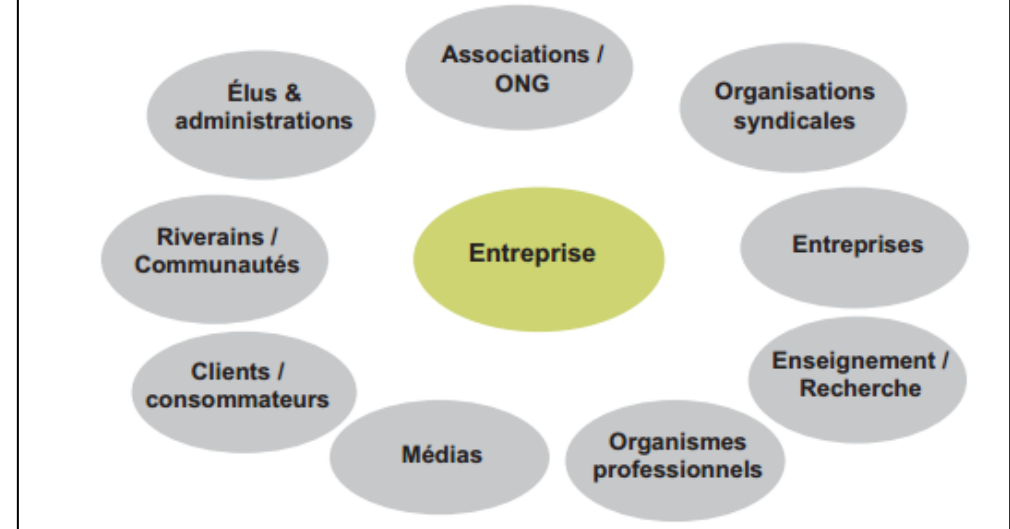 Associations /
ONG
Élus &
administrations
Organisations
syndicales
Riverains /
Communautés
Entreprise
Entreprises
Clients /
consommateurs
Enseignement /
Recherche
Médias
Organismes
professionnels